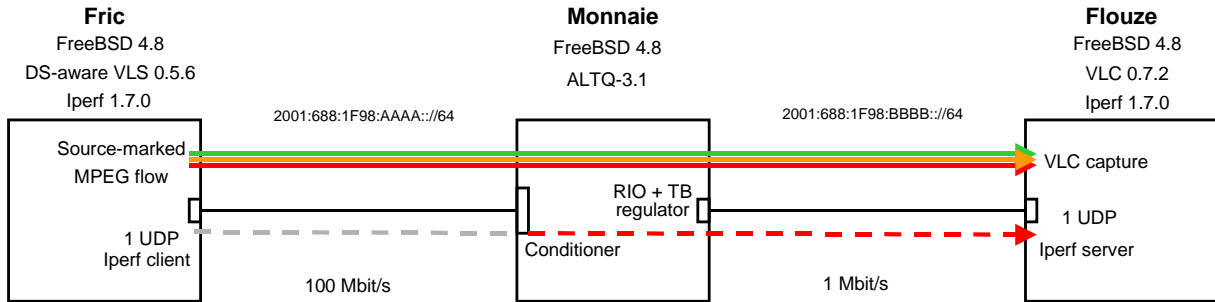 Fric
FreeBSD 4.8
DS-aware VLS 0.5.6
Iperf 1.7.0
Monnaie
FreeBSD 4.8
ALTQ-3.1
Flouze
FreeBSD 4.8
VLC 0.7.2
Iperf 1.7.0
2001:688:1F98:AAAA:://64
2001:688:1F98:BBBB:://64
Source-marked
MPEG flow
VLC capture
RIO + TB
regulator
1 UDP
Iperf client
Conditioner
1 UDP
Iperf server
100 Mbit/s
1 Mbit/s